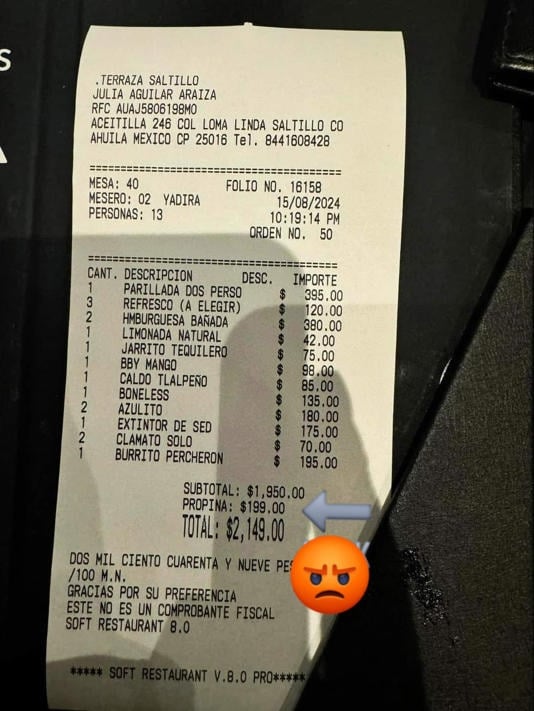 S
A
.TERRAZA SALTILLO
JULIA AGUILAR ARAIZA
RFC AUAJ5806198M0
ACEITILLA 246 COL LOMA LINDA SALTILLO CO
AHUILA MEXICO CP 25016 Tel. 8441608428
========================================
MESA: 40 FOLIO NO. 16158
MESERO: 02 YADIRA 15/08/2024
PERSONAS: 13 10:19:14 PM
ORDEN NO. 50
========================================
CANT. DESCRIPCION DESC. IMPORTE
1 PARILLADA DOS PERSO $ 395.00
3 REFRESCO (A ELEGIR) $ 120.00
2 HMBURGUESA BAÑADA $ 380.00
1 LIMONADA NATURAL $ 42.00
1 JARRITO TEQUILERO $ 75.00
1 BBY MANGO $ 98.00
1 CALDO TLALPEÑO $ 85.00
1 BONELESS $ 135.00
2 AZULITO $ 180.00
1 EXTINTOR DE SED $ 175.00
2 CLAMATO SOLO $ 70.00
1 BURRITO PERCHERON $ 195.00
SUBTOTAL: $1,950.00
PROPINA: $199.00
TOTAL: $2,149.00
DOS MIL CIENTO CUARENTA Y NUEVE PES
/100 M.N.
GRACIAS POR SU PREFERENCIA
ESTE NO ES UN COMPROBANTE FISCAL
SOFT RESTAURANT 8.0
***** SOFT RESTAURANT V.8.0 PRO*****